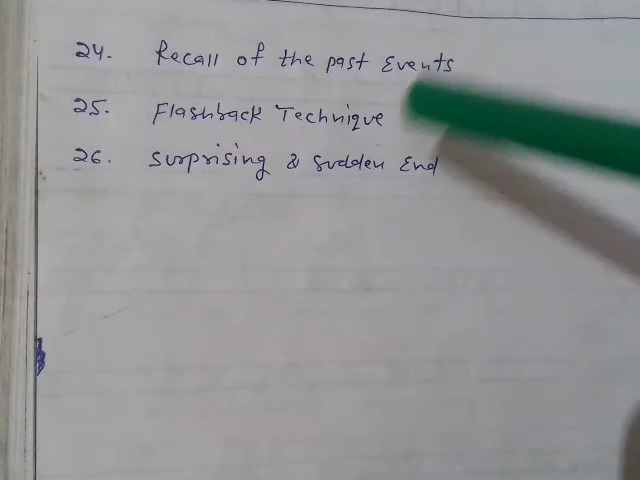 24. Recall of the past Events
25. Flashback Technique
26. Surprising & Sudden End